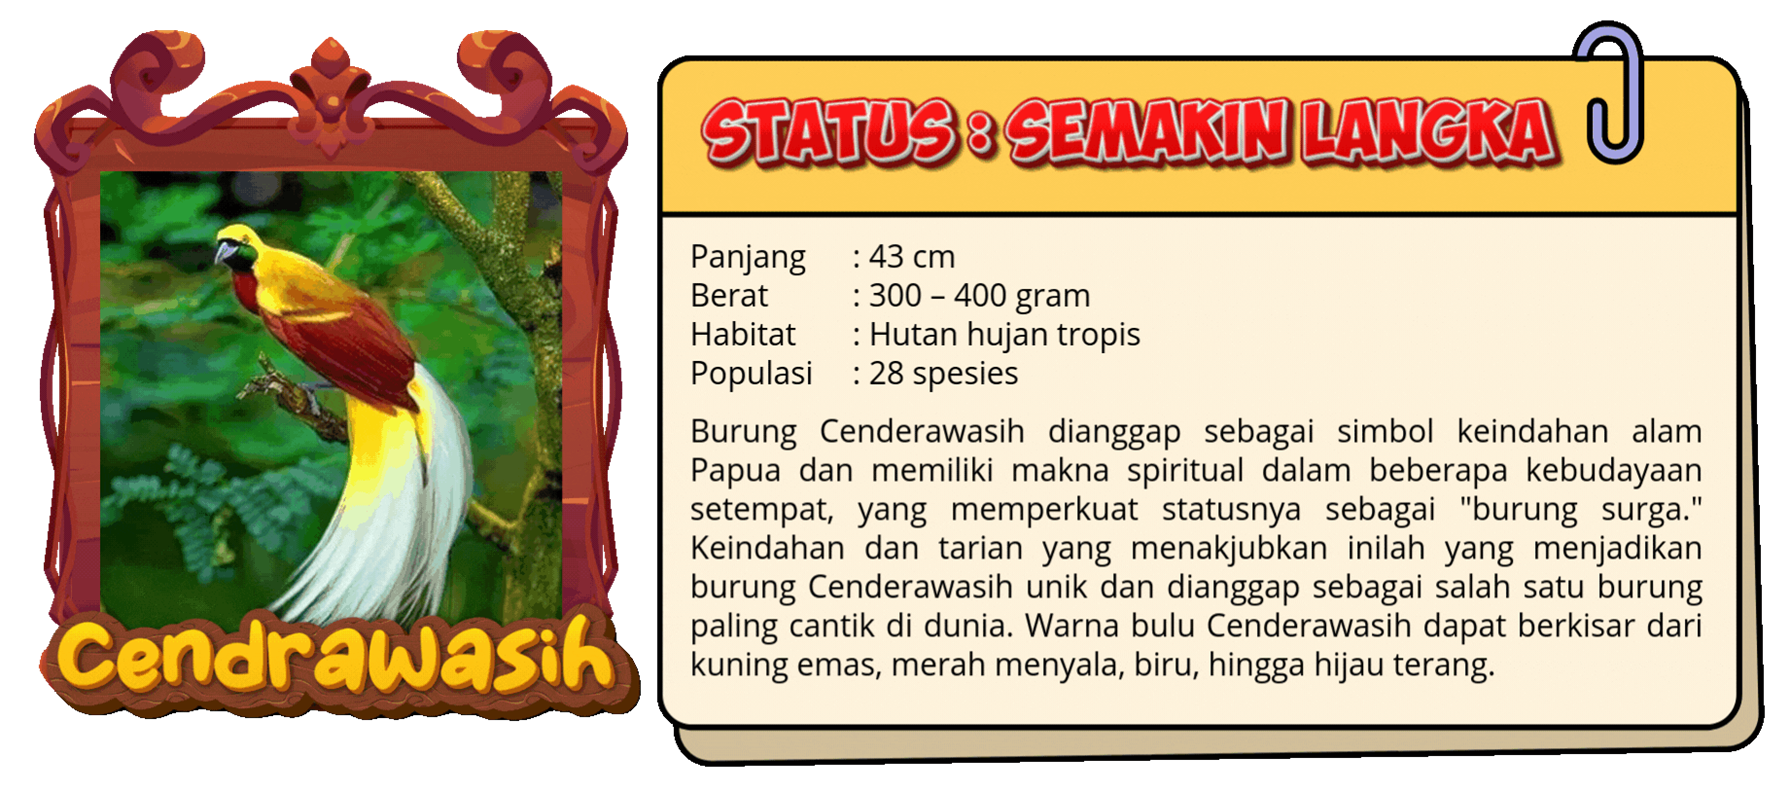 Cendrawasih
STATUS : SEMAKIN LANGKA
Panjang : 43 cm
Berat : 300 – 400 gram
Habitat : Hutan hujan tropis
Populasi : 28 spesies
Burung Cenderawasih dianggap sebagai simbol keindahan alam
Papua dan memiliki makna spiritual dalam beberapa kebudayaan
setempat, yang memperkuat statusnya sebagai "burung surga."
Keindahan dan tarian yang menakjubkan inilah yang menjadikan
burung Cenderawasih unik dan dianggap sebagai salah satu burung
paling cantik di dunia. Warna bulu Cenderawasih dapat berkisar dari
kuning emas, merah menyala, biru, hingga hijau terang.